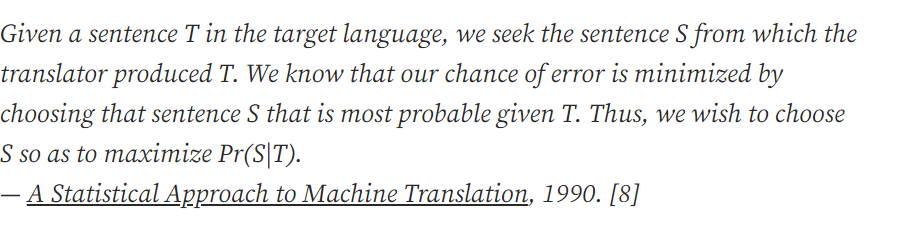 Given a sentence T in the target language, we seek the sentence S from which the
translator produced T. We know that our chance of error is minimized by
choosing that sentence S that is most probable given T. Thus, we wish to choose
S so as to maximize Pr(S|T).
— A Statistical Approach to Machine Translation, 1990. [8]